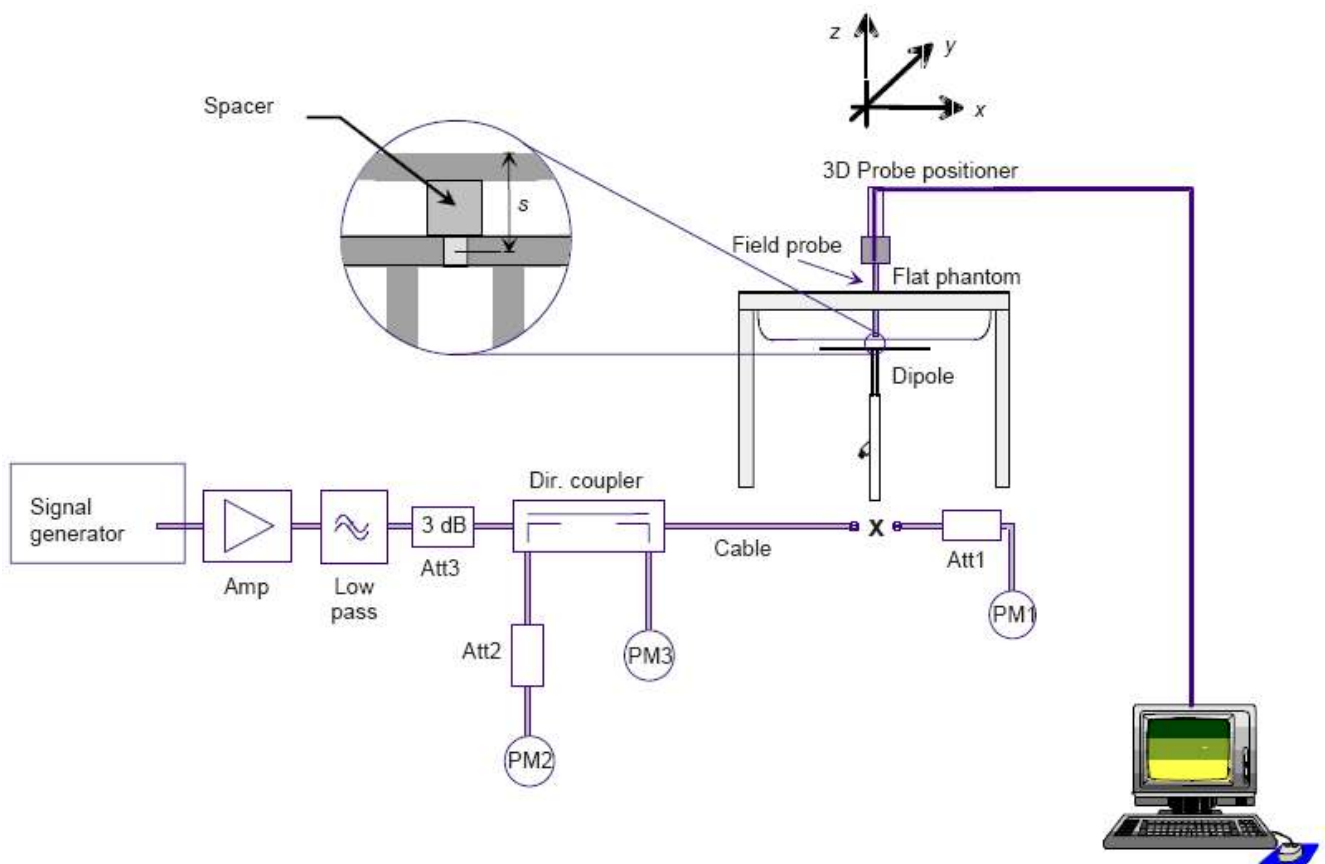 z
y
x
Spacer
s
3D Probe positioner
Field probe
Flat phantom
Dipole
Signal
generator
Amp
Low
pass
3 dB
Att3
Dir. coupler
Cable
X
Att1
PM1
Att2
PM3
PM2